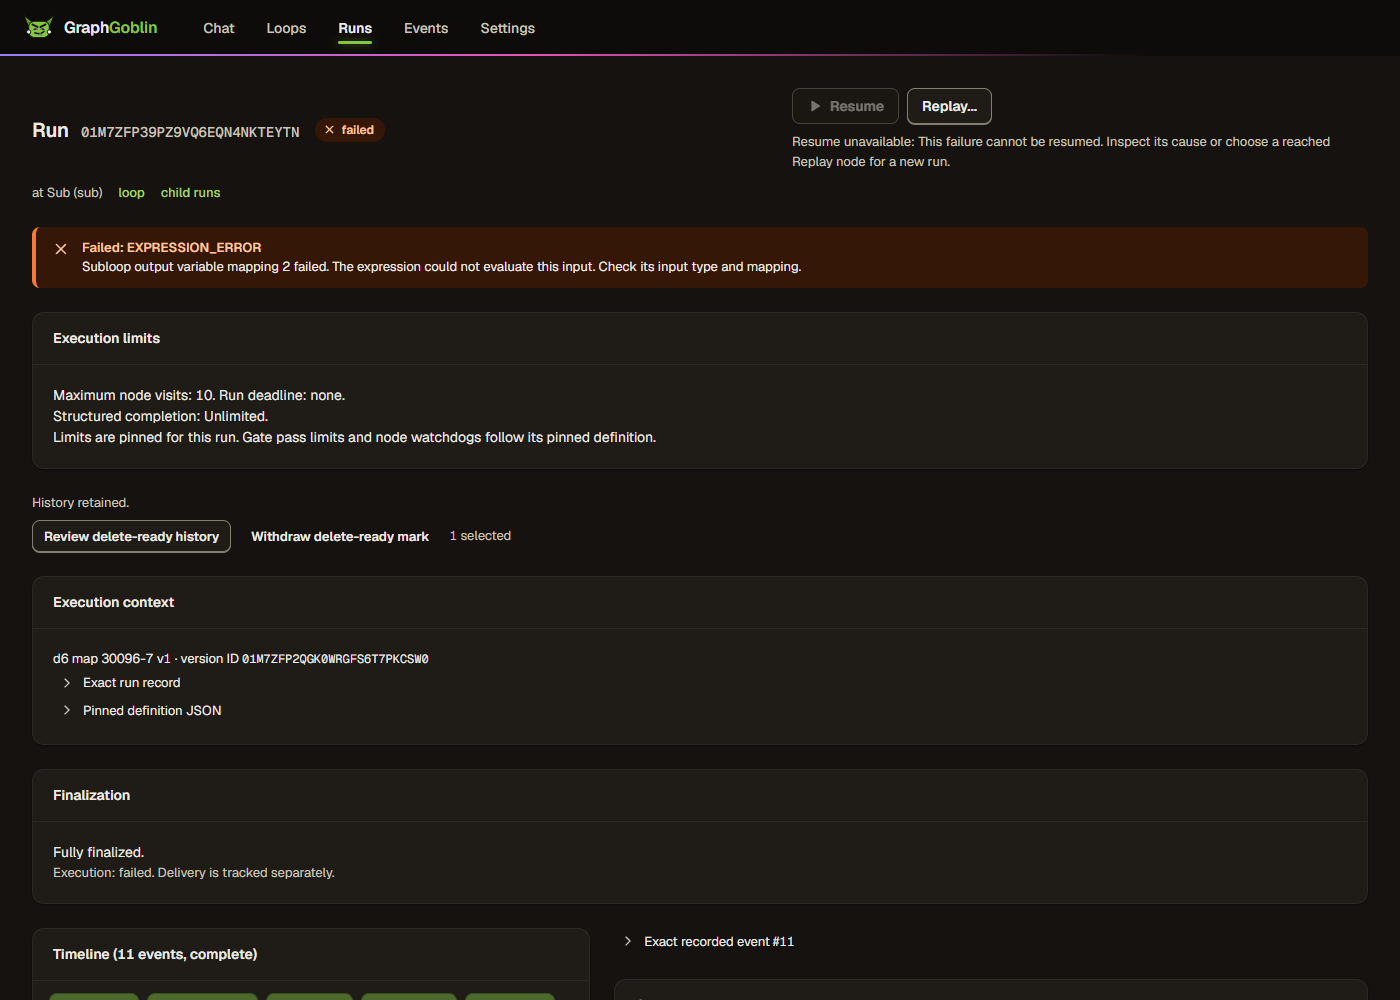 GraphGoblin
Chat
Loops
Runs
Events
Settings
Run 01M7ZFP39PZ9VQ6EQN4NKTEYTN
failed
Resume
Replay...
Resume unavailable: This failure cannot be resumed. Inspect its cause or choose a reached
Replay node for a new run.
at Sub (sub)
loop
child runs
Failed: EXPRESSION_ERROR
Subloop output variable mapping 2 failed. The expression could not evaluate this input. Check its input type and mapping.
Execution limits
Maximum node visits: 10. Run deadline: none.
Structured completion: Unlimited.
Limits are pinned for this run. Gate pass limits and node watchdogs follow its pinned definition.
History retained.
Review delete-ready history
Withdraw delete-ready mark
1 selected
Execution context
d6 map 30096-7 v1 · version ID 01M7ZFP2QGK0WRGFS6T7PKCSW0
Exact run record
Pinned definition JSON
Finalization
Fully finalized.
Execution: failed. Delivery is tracked separately.
Timeline (11 events, complete)
Exact recorded event #11